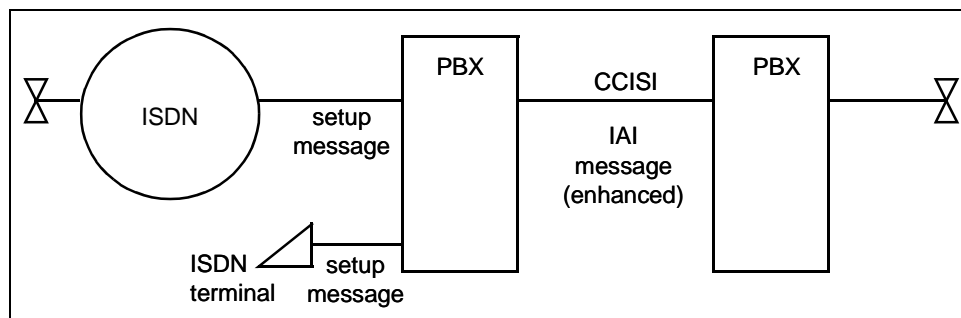 PBX
PBX
CCISI
ISDN
setup
message
IAI
message
(enhanced)
ISDN
terminal
setup
message